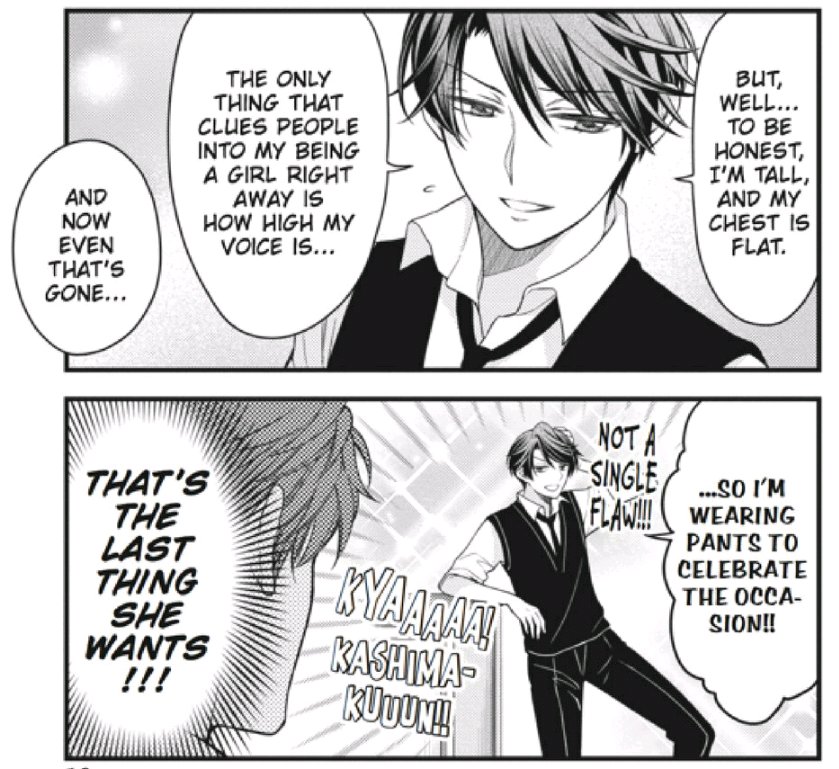 BUT,
WELL...
TO BE
HONEST,
I'M TALL,
AND MY
CHEST IS
FLAT.
THE ONLY
THING THAT
CLUES PEOPLE
INTO MY BEING
A GIRL RIGHT
AWAY IS
HOW HIGH MY
VOICE IS...
AND
NOW
EVEN
THAT'S
GONE...
...SO I'M
WEARING
PANTS TO
CELEBRATE
THE OCCA-
SION!!
NOT A
SINGLE
FLAW!!!
KYAAAAA!
KASHIMA-
KUUUN!!
THAT'S
THE
LAST
THING
SHE
WANTS
!!!